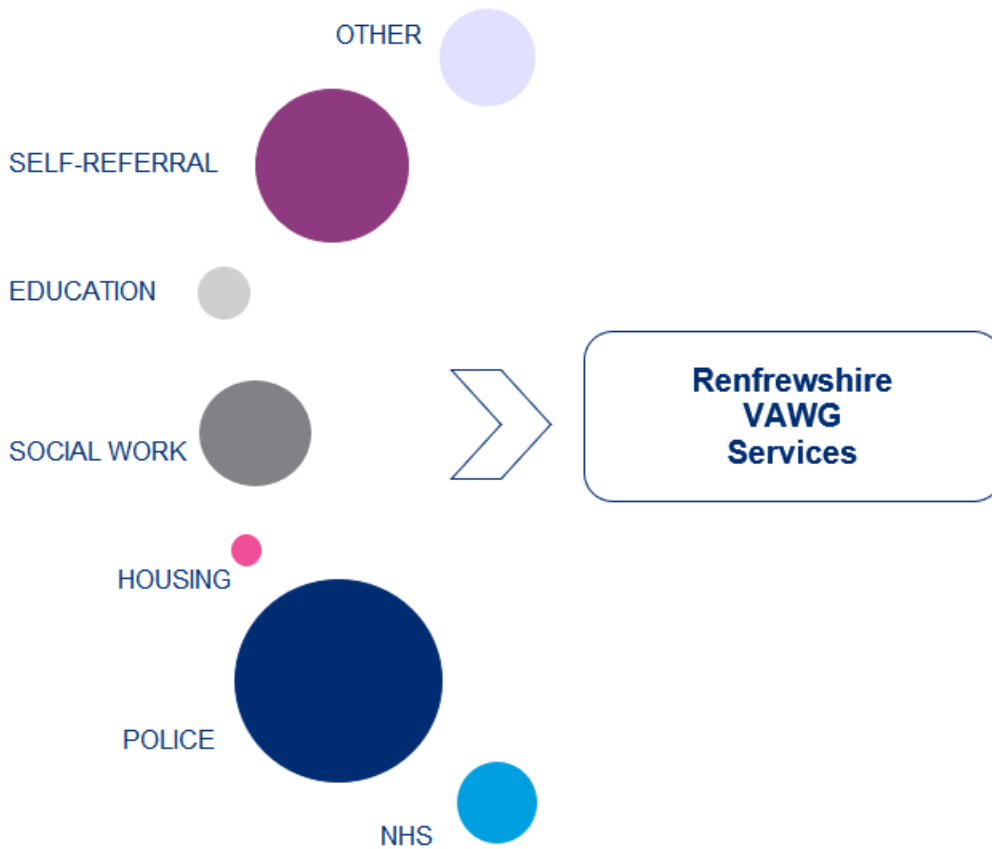 OTHER
SELF-REFERRAL
EDUCATION
SOCIAL WORK
HOUSING
POLICE
NHS
Renfrewshire
VAWG
Services